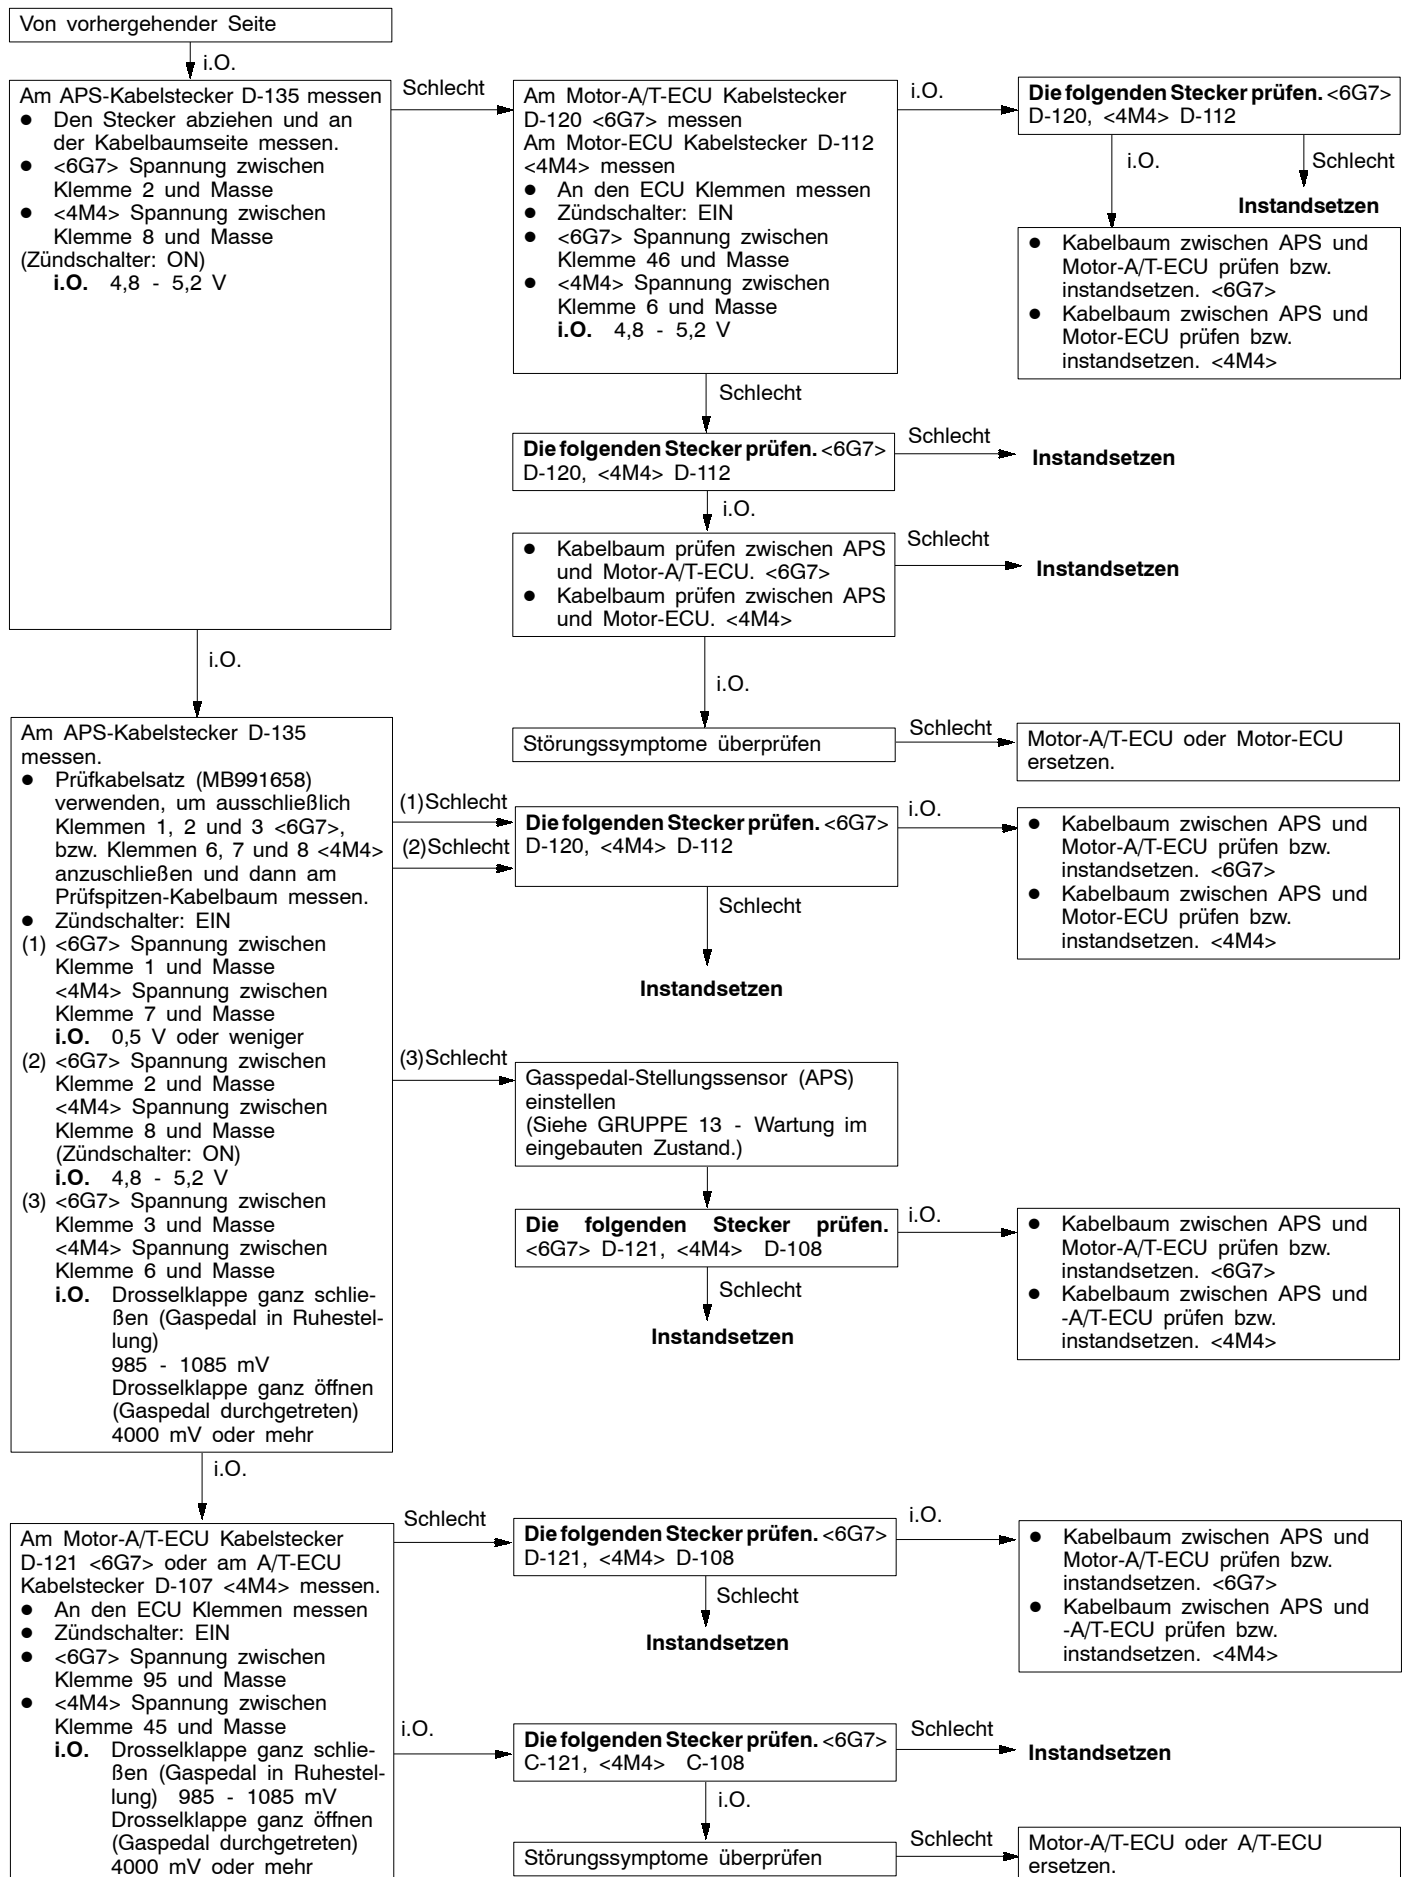 Von vorhergehender Seite
i.O.
Am APS-Kabelstecker D-135 messen
● Den Stecker abziehen und an
der Kabelbaumseite messen.
● <6G7> Spannung zwischen
Klemme 2 und Masse
● <4M4> Spannung zwischen
Klemme 8 und Masse
(Zündschalter: ON)
i.O. 4,8 - 5,2 V
Schlecht
Am Motor-A/T-ECU Kabelstecker
D-120 <6G7> messen
Am Motor-ECU Kabelstecker D-112
<4M4> messen
● An den ECU Klemmen messen
● Zündschalter: EIN
● <6G7> Spannung zwischen
Klemme 46 und Masse
● <4M4> Spannung zwischen
Klemme 6 und Masse
i.O. 4,8 - 5,2 V
i.O.
Die folgenden Stecker prüfen. <6G7>
D-120, <4M4> D-112
i.O.
Schlecht
Instandsetzen
● Kabelbaum zwischen APS und
Motor-A/T-ECU prüfen bzw.
instandsetzen. <6G7>
● Kabelbaum zwischen APS und
Motor-ECU prüfen bzw.
instandsetzen. <4M4>
Schlecht
Die folgenden Stecker prüfen. <6G7>
D-120, <4M4> D-112
Schlecht
Instandsetzen
i.O.
● Kabelbaum prüfen zwischen APS
und Motor-A/T-ECU. <6G7>
● Kabelbaum prüfen zwischen APS
und Motor-ECU. <4M4>
Schlecht
Instandsetzen
i.O.
i.O.
Störungssymptome überprüfen
Schlecht
Motor-A/T-ECU oder Motor-ECU
ersetzen.
Am APS-Kabelstecker D-135
messen.
● Prüfkabelsatz (MB991658)
verwenden, um ausschließlich
Klemmen 1, 2 und 3 <6G7>,
bzw. Klemmen 6, 7 und 8 <4M4>
anzuschließen und dann am
Prüfspitzen-Kabelbaum messen.
● Zündschalter: EIN
(1) <6G7> Spannung zwischen
Klemme 1 und Masse
<4M4> Spannung zwischen
Klemme 7 und Masse
i.O. 0,5 V oder weniger
(2) <6G7> Spannung zwischen
Klemme 2 und Masse
<4M4> Spannung zwischen
Klemme 8 und Masse
(Zündschalter: ON)
i.O. 4,8 - 5,2 V
(3) <6G7> Spannung zwischen
Klemme 3 und Masse
<4M4> Spannung zwischen
Klemme 6 und Masse
i.O. Drosselklappe ganz schlie-
ßen (Gaspedal in Ruhestel-
lung)
985 - 1085 mV
Drosselklappe ganz öffnen
(Gaspedal durchgetreten)
4000 mV oder mehr
(1)Schlecht
(2)Schlecht
Die folgenden Stecker prüfen. <6G7>
D-120, <4M4> D-112
i.O.
● Kabelbaum zwischen APS und
Motor-A/T-ECU prüfen bzw.
instandsetzen. <6G7>
● Kabelbaum zwischen APS und
Motor-ECU prüfen bzw.
instandsetzen. <4M4>
Schlecht
Instandsetzen
(3)Schlecht
Gasspedal-Stellungssensor (APS)
einstellen
(Siehe GRUPPE 13 - Wartung im
eingebauten Zustand.)
Die folgenden Stecker prüfen.
<6G7> D-121, <4M4> D-108
i.O.
● Kabelbaum zwischen APS und
Motor-A/T-ECU prüfen bzw.
instandsetzen. <6G7>
● Kabelbaum zwischen APS und
-A/T-ECU prüfen bzw.
instandsetzen. <4M4>
Schlecht
Instandsetzen
i.O.
Am Motor-A/T-ECU Kabelstecker
D-121 <6G7> oder am A/T-ECU
Kabelstecker D-107 <4M4> messen.
● An den ECU Klemmen messen
● Zündschalter: EIN
● <6G7> Spannung zwischen
Klemme 95 und Masse
● <4M4> Spannung zwischen
Klemme 45 und Masse
i.O. Drosselklappe ganz schlie-
ßen (Gaspedal in Ruhestel-
lung) 985 - 1085 mV
Drosselklappe ganz öffnen
(Gaspedal durchgetreten)
4000 mV oder mehr
Schlecht
Die folgenden Stecker prüfen. <6G7>
D-121, <4M4> D-108
i.O.
● Kabelbaum zwischen APS und
Motor-A/T-ECU prüfen bzw.
instandsetzen. <6G7>
● Kabelbaum zwischen APS und
-A/T-ECU prüfen bzw.
instandsetzen. <4M4>
Schlecht
Instandsetzen
i.O.
Die folgenden Stecker prüfen. <6G7>
C-121, <4M4> C-108
Schlecht
Instandsetzen
i.O.
Störungssymptome überprüfen
Schlecht
Motor-A/T-ECU oder A/T-ECU
ersetzen.